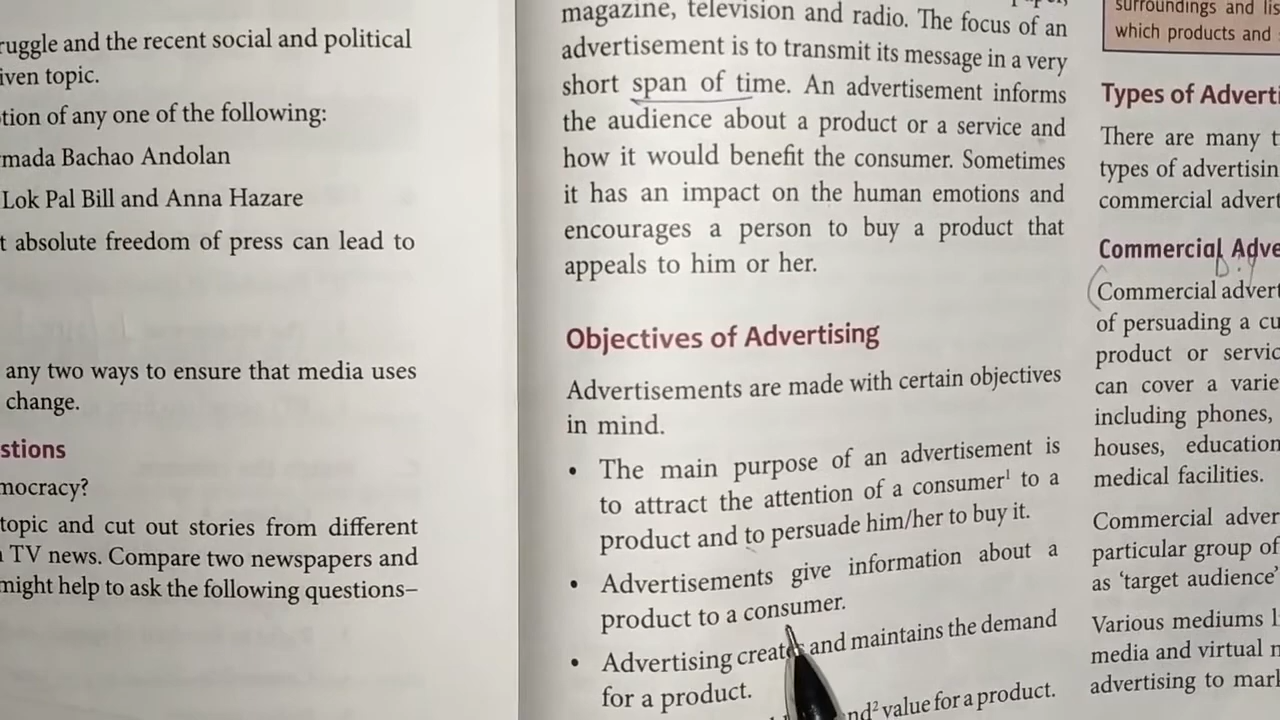 ruggle and the recent social and political
iven topic.
tion of any one of the following:
mada Bachao Andolan
Lok Pal Bill and Anna Hazare
t absolute freedom of press can lead to
any two ways to ensure that media uses
change.
stions
mocracy?
topic and cut out stories from different
TV news. Compare two newspapers and
might help to ask the following questions–
magazine, television and radio. The focus of an
advertisement is to transmit its message in a very
short span of time. An advertisement informs
the audience about a product or a service and
how it would benefit the consumer. Sometimes
it has an impact on the human emotions and
encourages a person to buy a product that
appeals to him or her.
Objectives of Advertising
Advertisements are made with certain objectives
in mind.
• The main purpose of an advertisement is
to attract the attention of a consumer¹ to a
product and to persuade him/her to buy it.
• Advertisements give information about a
product to a consumer.
• Advertising creates and maintains the demand
for a product.
nd² value for a product.
surroundings and lis
which products and
Types of Adverti
There are many t
types of advertisin
commercial advert
Commercial Adve
Commercial advert
of persuading a cu
product or servic
can cover a varie
including phones,
houses, education
medical facilities.
Commercial adver
particular group of
as ‘target audience’
Various mediums l
media and virtual
advertising to mar